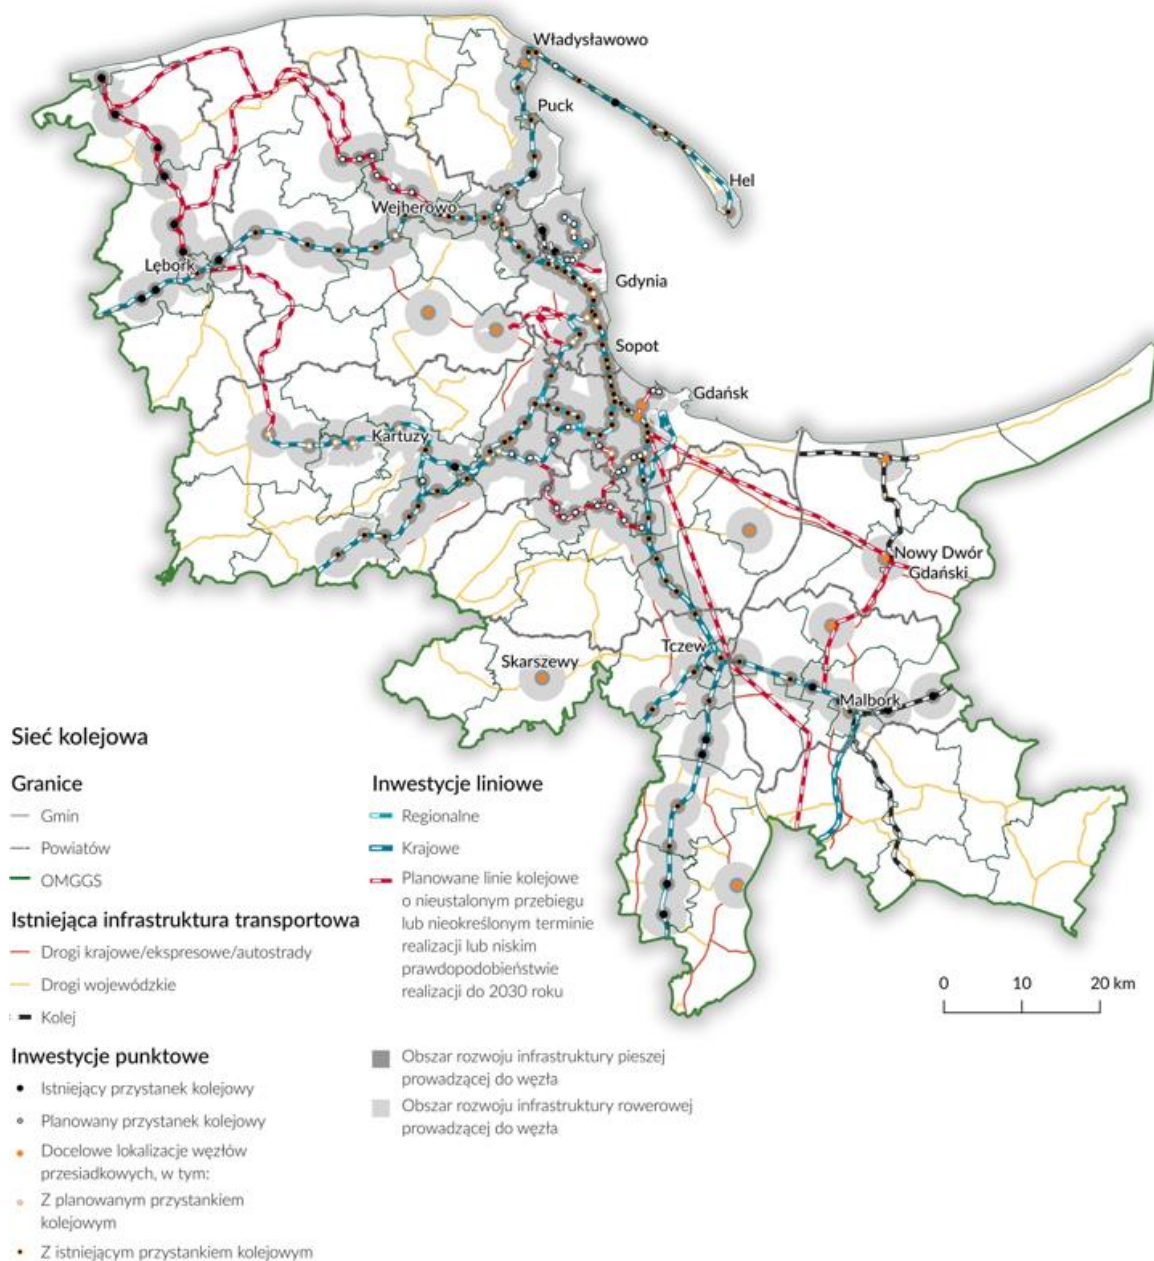 Władysławowo
Puck
Hel
Wejherowo
Lębork
Gdynia
Sopot
Gdańsk
Kartuzy
Nowy Dwór
Gdański
Tczew
Skarszewy
Malbork
Sieć kolejowa
Granice
Gmin
Powiatów
OMGGS
Istniejąca infrastruktura transportowa
Drogi krajowe/ekspresowe/autostrady
Drogi wojewódzkie
Kolej
Inwestycje punktowe
Istniejący przystanek kolejowy
Planowany przystanek kolejowy
Docelowe lokalizacje węzłów
przesiadkowych, w tym:
Z planowanym przystankiem
kolejowym
Z istniejącym przystankiem kolejowym
Inwestycje liniowe
Regionalne
Krajowe
Planowane linie kolejowe
o nieustalonym przebiegu
lub nieokreślonym terminie
realizacji lub niskim
prawdopodobieństwie
realizacji do 2030 roku
Obszar rozwoju infrastruktury pieszej
prowadzącej do węzła
Obszar rozwoju infrastruktury rowerowej
prowadzącej do węzła
0 10 20 km